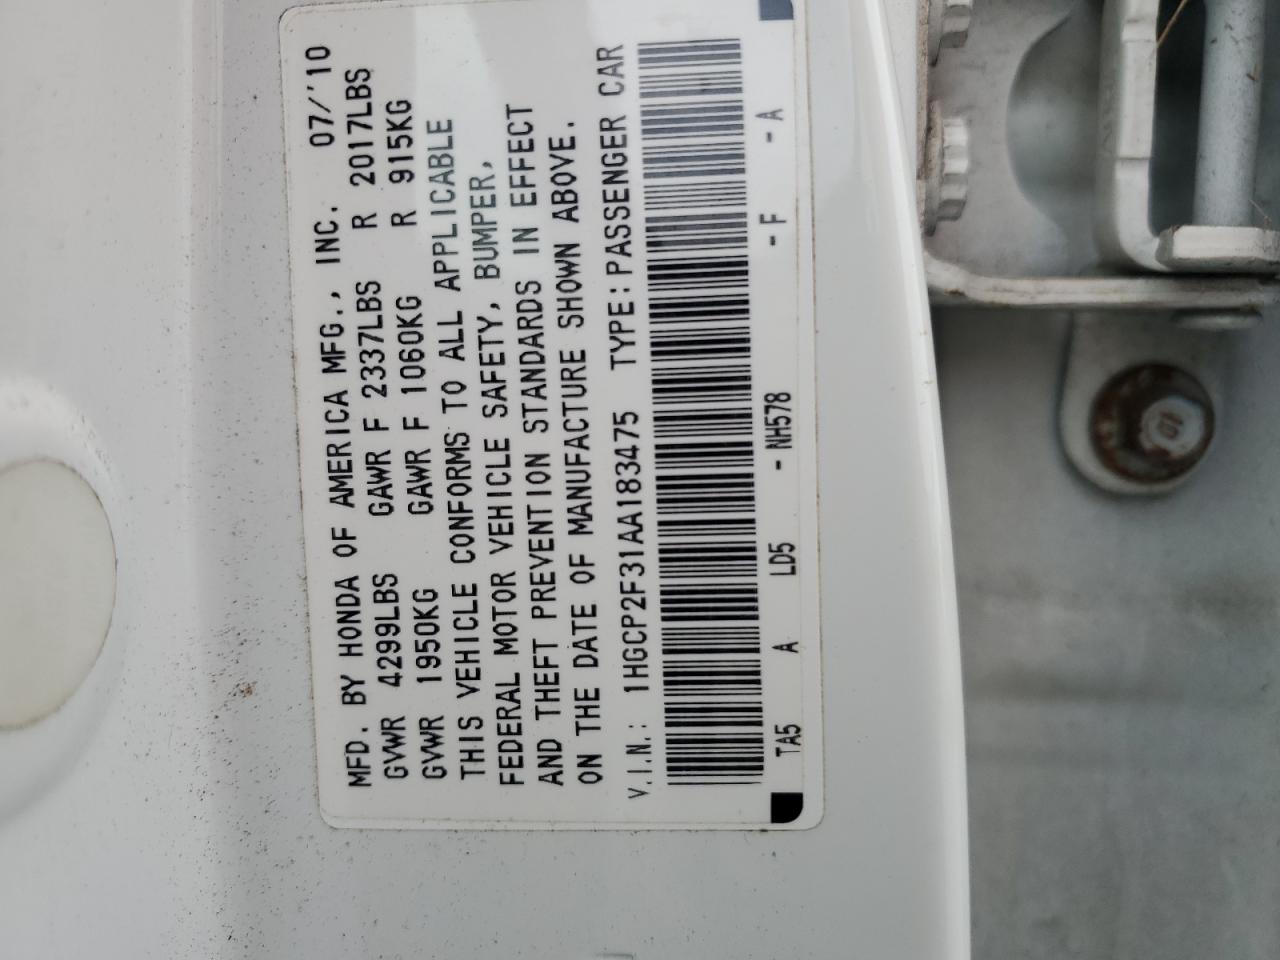 MFD. BY HONDA OF AMERICA MFG., INC. 07/'10
GVWR 4299LBS GAWR F 2337LBS R 2017LBS
GVWR 1950KG GAWR F 1060KG R 915KG
THIS VEHICLE CONFORMS TO ALL APPLICABLE
FEDERAL MOTOR VEHICLE SAFETY, BUMPER,
AND THEFT PREVENTION STANDARDS IN EFFECT
ON THE DATE OF MANUFACTURE SHOWN ABOVE.
V.I.N.: 1HGCP2F31AA183475 TYPE:PASSENGER CAR
TA5 A LD5 - NH578 - F - A
10